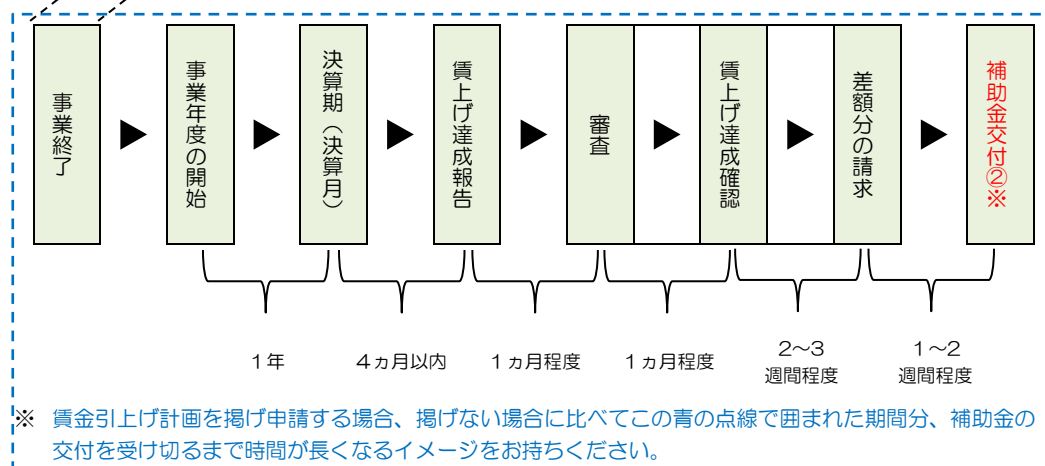 事業終了
事業年度の開始
決算期（決算月）
賃上げ達成報告
審査
賃上げ達成確認
差額分の請求
補助金交付②※
１年
４ヵ月以内
１ヵ月程度
１ヵ月程度
２～３
週間程度
１～２
週間程度
※ 賃金引上げ計画を掲げ申請する場合、掲げない場合に比べてこの青の点線で囲まれた期間分、補助金の
交付を受け切るまで時間が長くなるイメージをお持ちください。